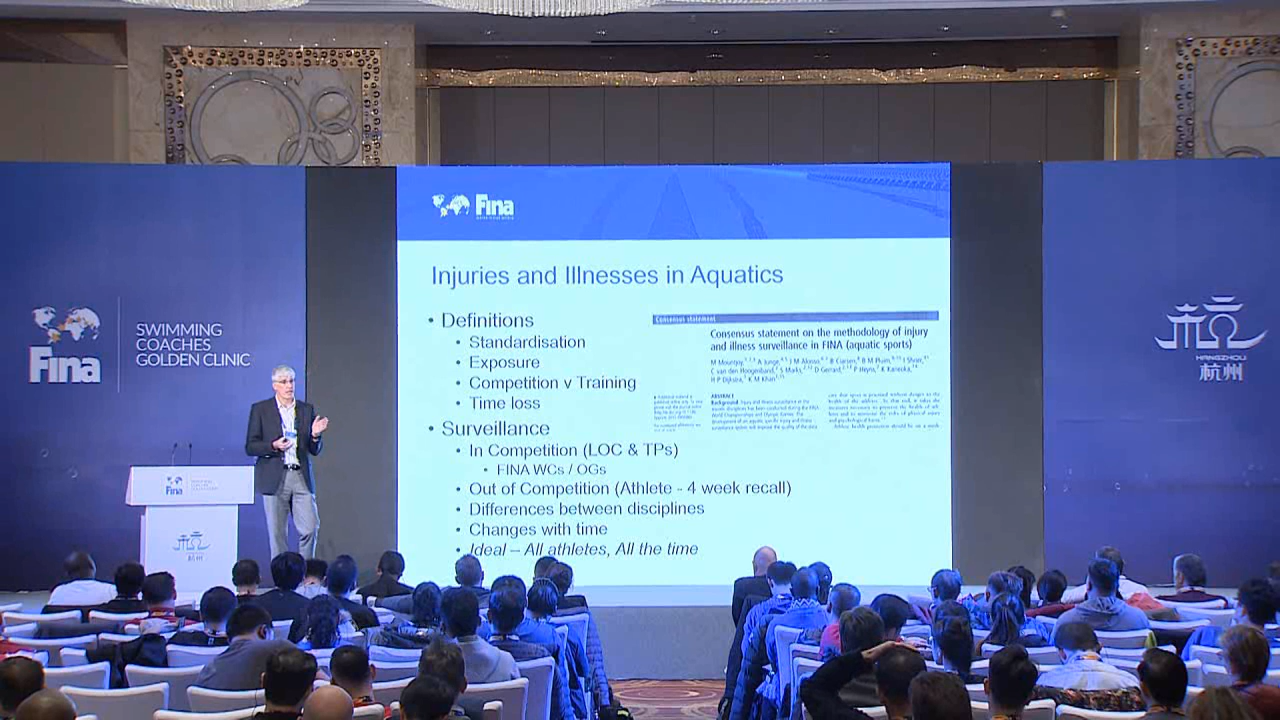 Fina
Injuries and Illnesses in Aquatics
• Definitions
• Standardisation
• Exposure
• Competition v Training
• Time loss
• Surveillance
• In Competition (LOC & TPs)
• FINA WCs / OGs
• Out of Competition (Athlete - 4 week recall)
• Differences between disciplines
• Changes with time
• Ideal – All athletes, All the time
Consensus statement
Consensus statement on the methodology of injury
and illness surveillance in FINA (aquatic sports)
ABSTRACT
Fina
SWIMMING
COACHES
GOLDEN CLINIC
HANGZHOU
杭州
Fina
杭州